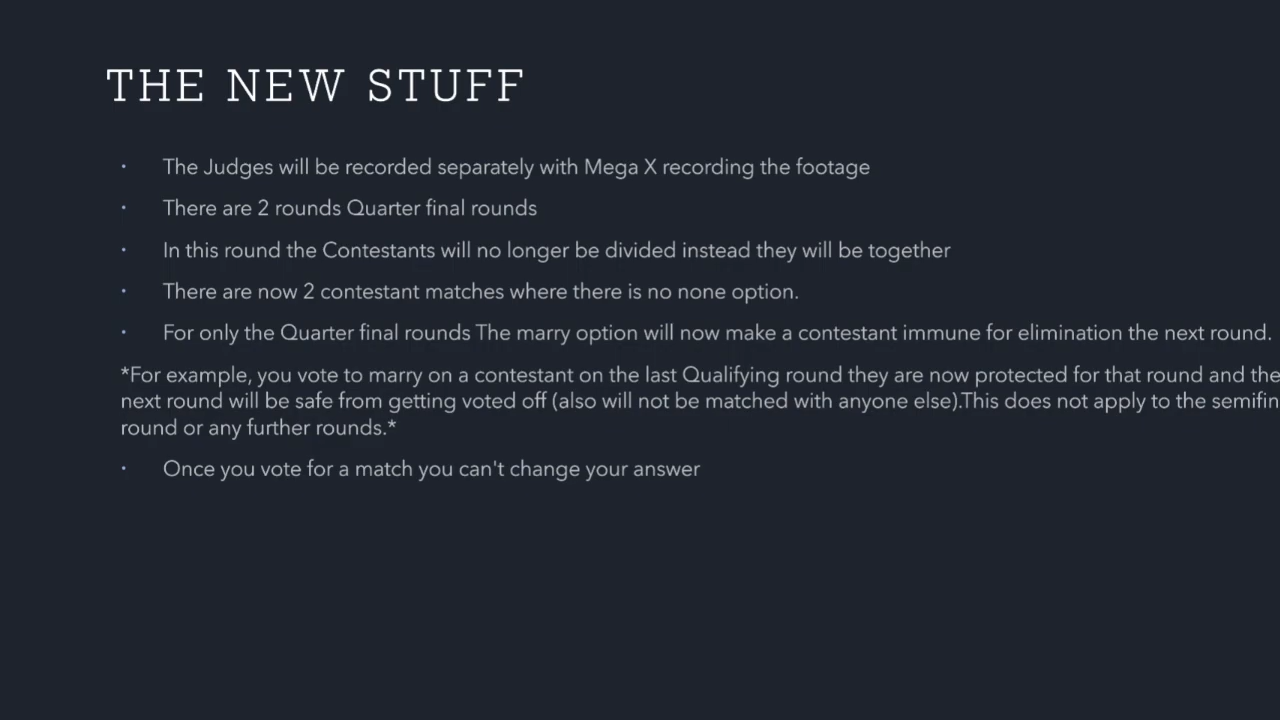 THE NEW STUFF
• The Judges will be recorded separately with Mega X recording the footage
• There are 2 rounds Quarter final rounds
• In this round the Contestants will no longer be divided instead they will be together
• There are now 2 contestant matches where there is no none option.
• For only the Quarter final rounds The marry option will now make a contestant immune for elimination the next round.
*For example, you vote to marry on a contestant on the last Qualifying round they are now protected for that round and the
next round will be safe from getting voted off (also will not be matched with anyone else).This does not apply to the semifin
round or any further rounds.*
• Once you vote for a match you can't change your answer